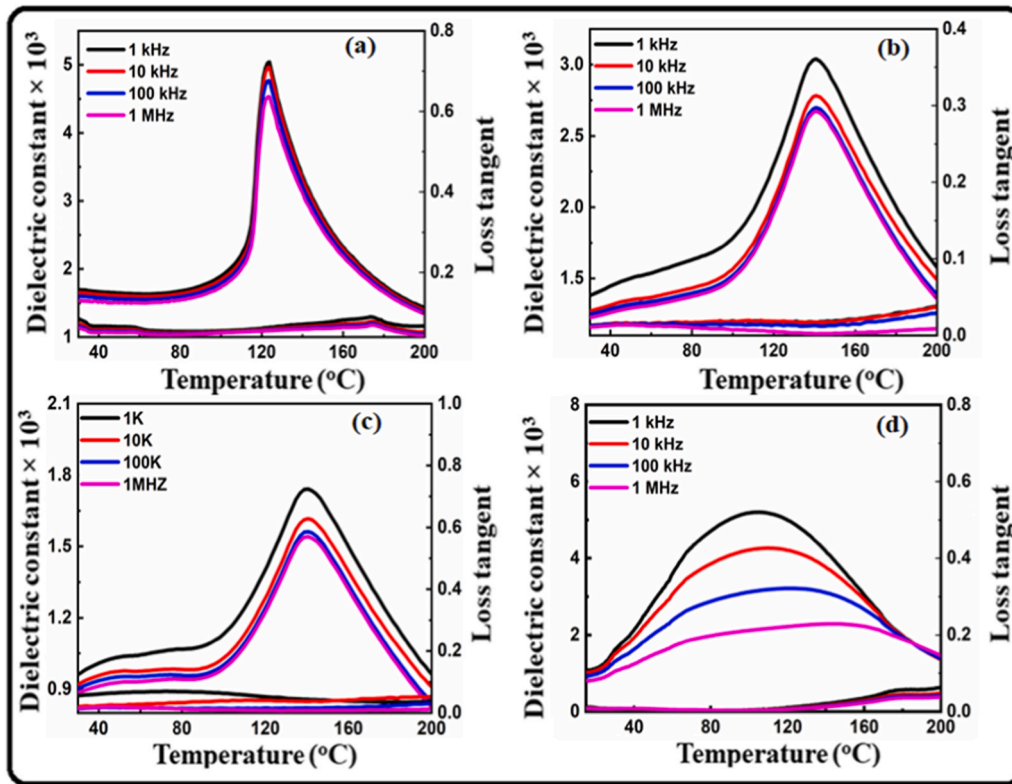 (a)
1 kHz
10 kHz
100 kHz
1 MHz
Dielectric constant × 10³
5
4
3
2
1
0.8
0.6
0.4
0.2
Loss tangent
40 80 120 160 200
Temperature (ᵒC)
(b)
1 kHz
10 kHz
100 kHz
1 MHz
Dielectric constant × 10³
3.0
2.5
2.0
1.5
0.4
0.3
0.2
0.1
0.0
Loss tangent
40 80 120 160 200
Temperature (ᵒC)
(c)
1K
10K
100K
1MHZ
Dielectric constant × 10³
2.1
1.8
1.5
1.2
0.9
1.0
0.8
0.6
0.4
0.2
0.0
Loss tangent
40 80 120 160 200
Temperature (ᵒC)
(d)
1 kHz
10 kHz
100 kHz
1 MHz
Dielectric constant × 10³
8
6
4
2
0
0.8
0.6
0.4
0.2
0.0
Loss tangent
40 80 120 160 200
Temperature (ᵒC)